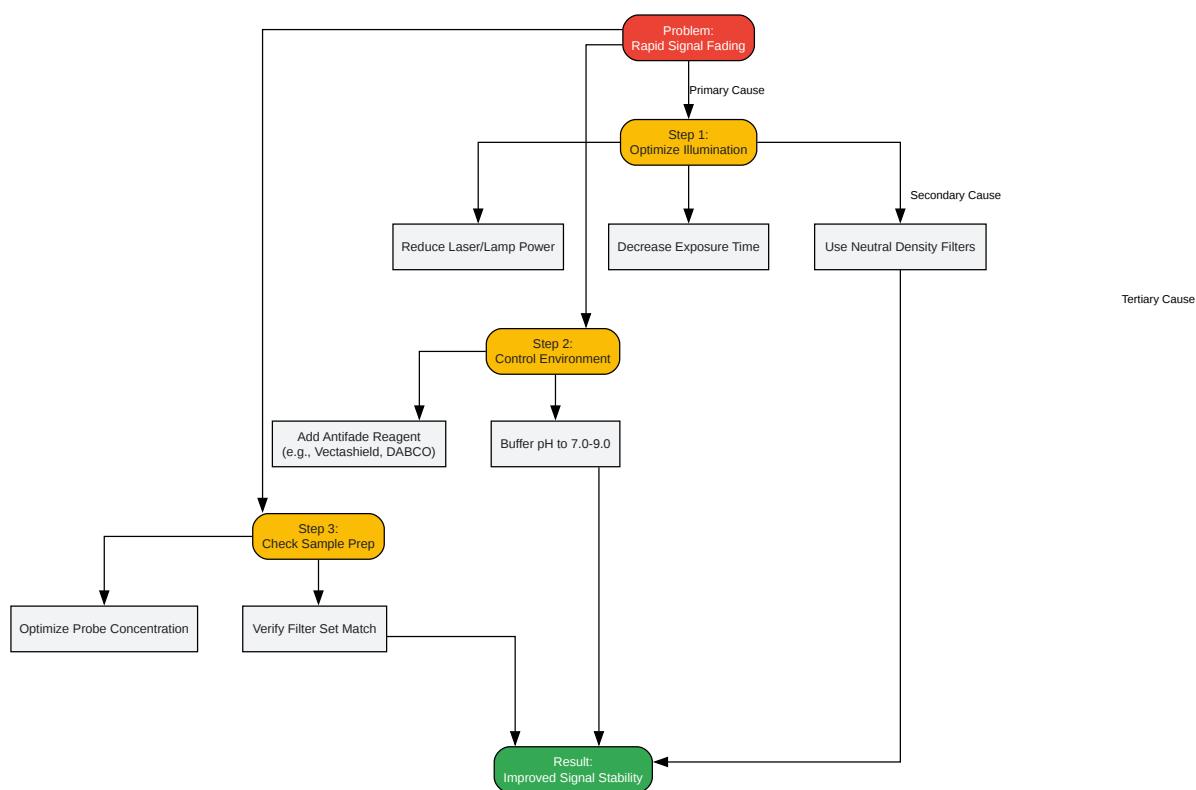 Problem:
Rapid Signal Fading
Primary Cause
Step 1:
Optimize Illumination
Secondary Cause
Reduce Laser/Lamp Power
Decrease Exposure Time
Use Neutral Density Filters
Tertiary Cause
Step 2:
Control Environment
Add Antifade Reagent
(e.g., Vectashield, DABCO)
Buffer pH to 7.0-9.0
Step 3:
Check Sample Prep
Optimize Probe Concentration
Verify Filter Set Match
Result:
Improved Signal Stability